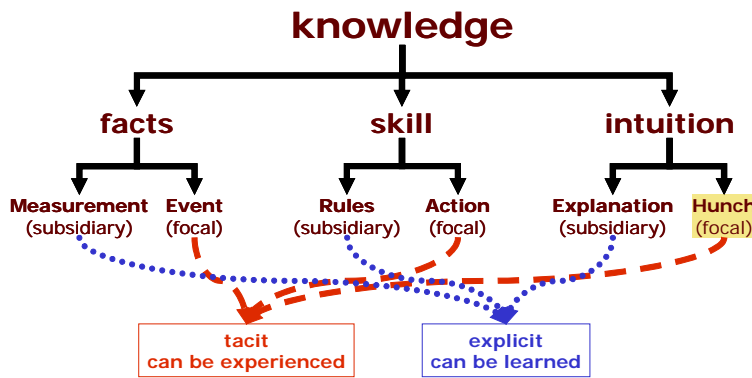 knowledge
facts skill intuition
Measurement Event Rules Action Explanation Hunch
(subsidiary) (focal) (subsidiary) (focal) (subsidiary) (focal)
tacit explicit
can be experienced can be learned